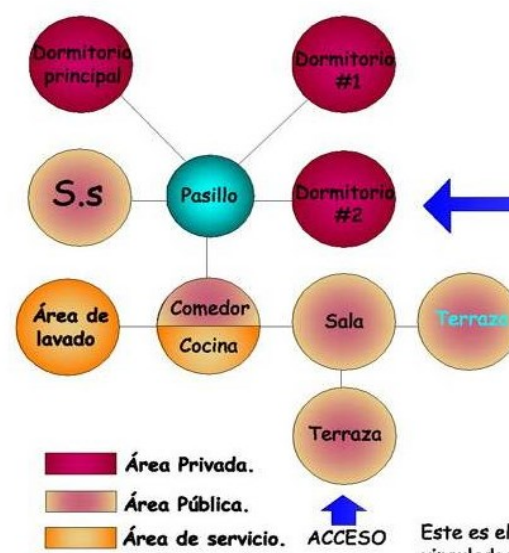 Dormitorio
principal
Dormitorio
#1
S.s
Pasillo
Dormitorio
#2
Área de
lavado
Comedor
Cocina
Sala
Terraza
Terraza
Área Privada.
Área Pública.
Área de servicio.
ACCESO
Este es el